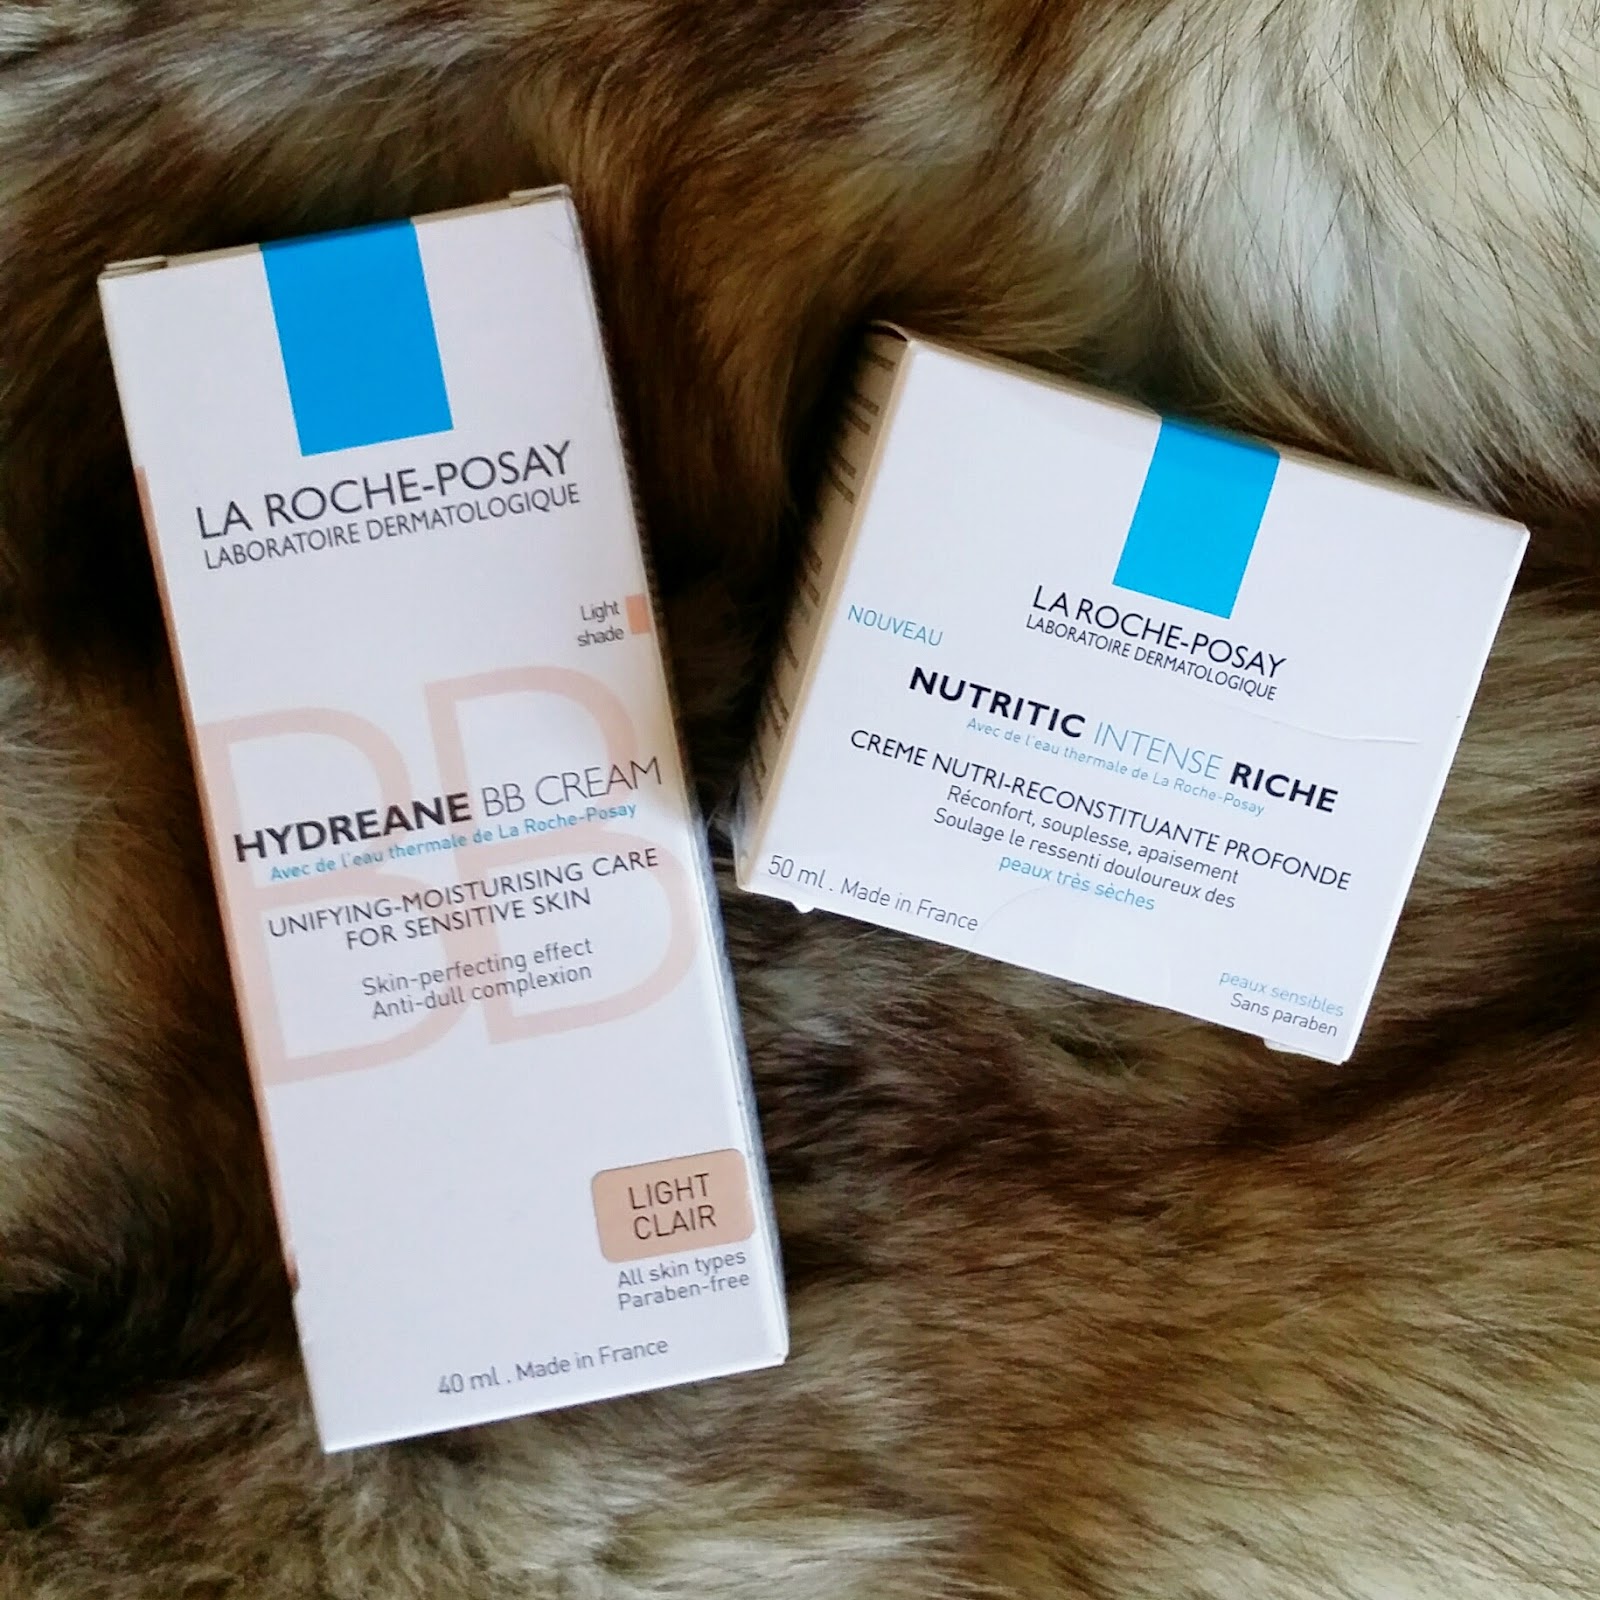 LA ROCHE-POSAY
LABORATOIRE DERMATOLOGIQUE
Light
shade
BB
HYDREANE BB CREAM
Avec de l'eau thermale de La Roche-Posay
UNIFYING-MOISTURISING CARE
FOR SENSITIVE SKIN
Skin-perfecting effect
Anti-dull complexion
LIGHT
CLAIR
All skin types
Paraben-free
40 ml . Made in France
LA ROCHE-POSAY
LABORATOIRE DERMATOLOGIQUE
NOUVEAU
NUTRITIC INTENSE RICHE
Avec de l'eau thermale de La Roche-Posay
CREME NUTRI-RECONSTITUANTE PROFONDE
Réconfort, souplesse, apaisement
Soulage le ressenti douloureux des
peaux très sèches
50 ml . Made in France
peaux sensibles
Sans paraben